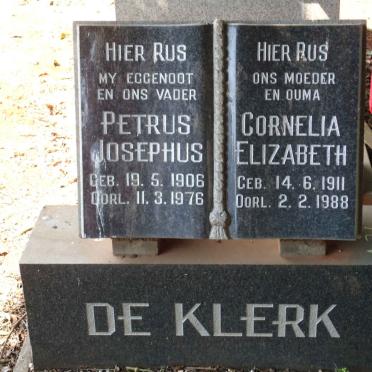 HIER RUS
MY EGGENOOT
EN ONS VADER
PETRUS
JOSEPHUS
GEB. 19. 5. 1906
OORL. 11. 3. 1976
HIER RUS
ONS MOEDER
EN OUMA
CORNELIA
ELIZABETH
GEB. 14. 6. 1911
OORL. 2. 2. 1988
DE KLERK